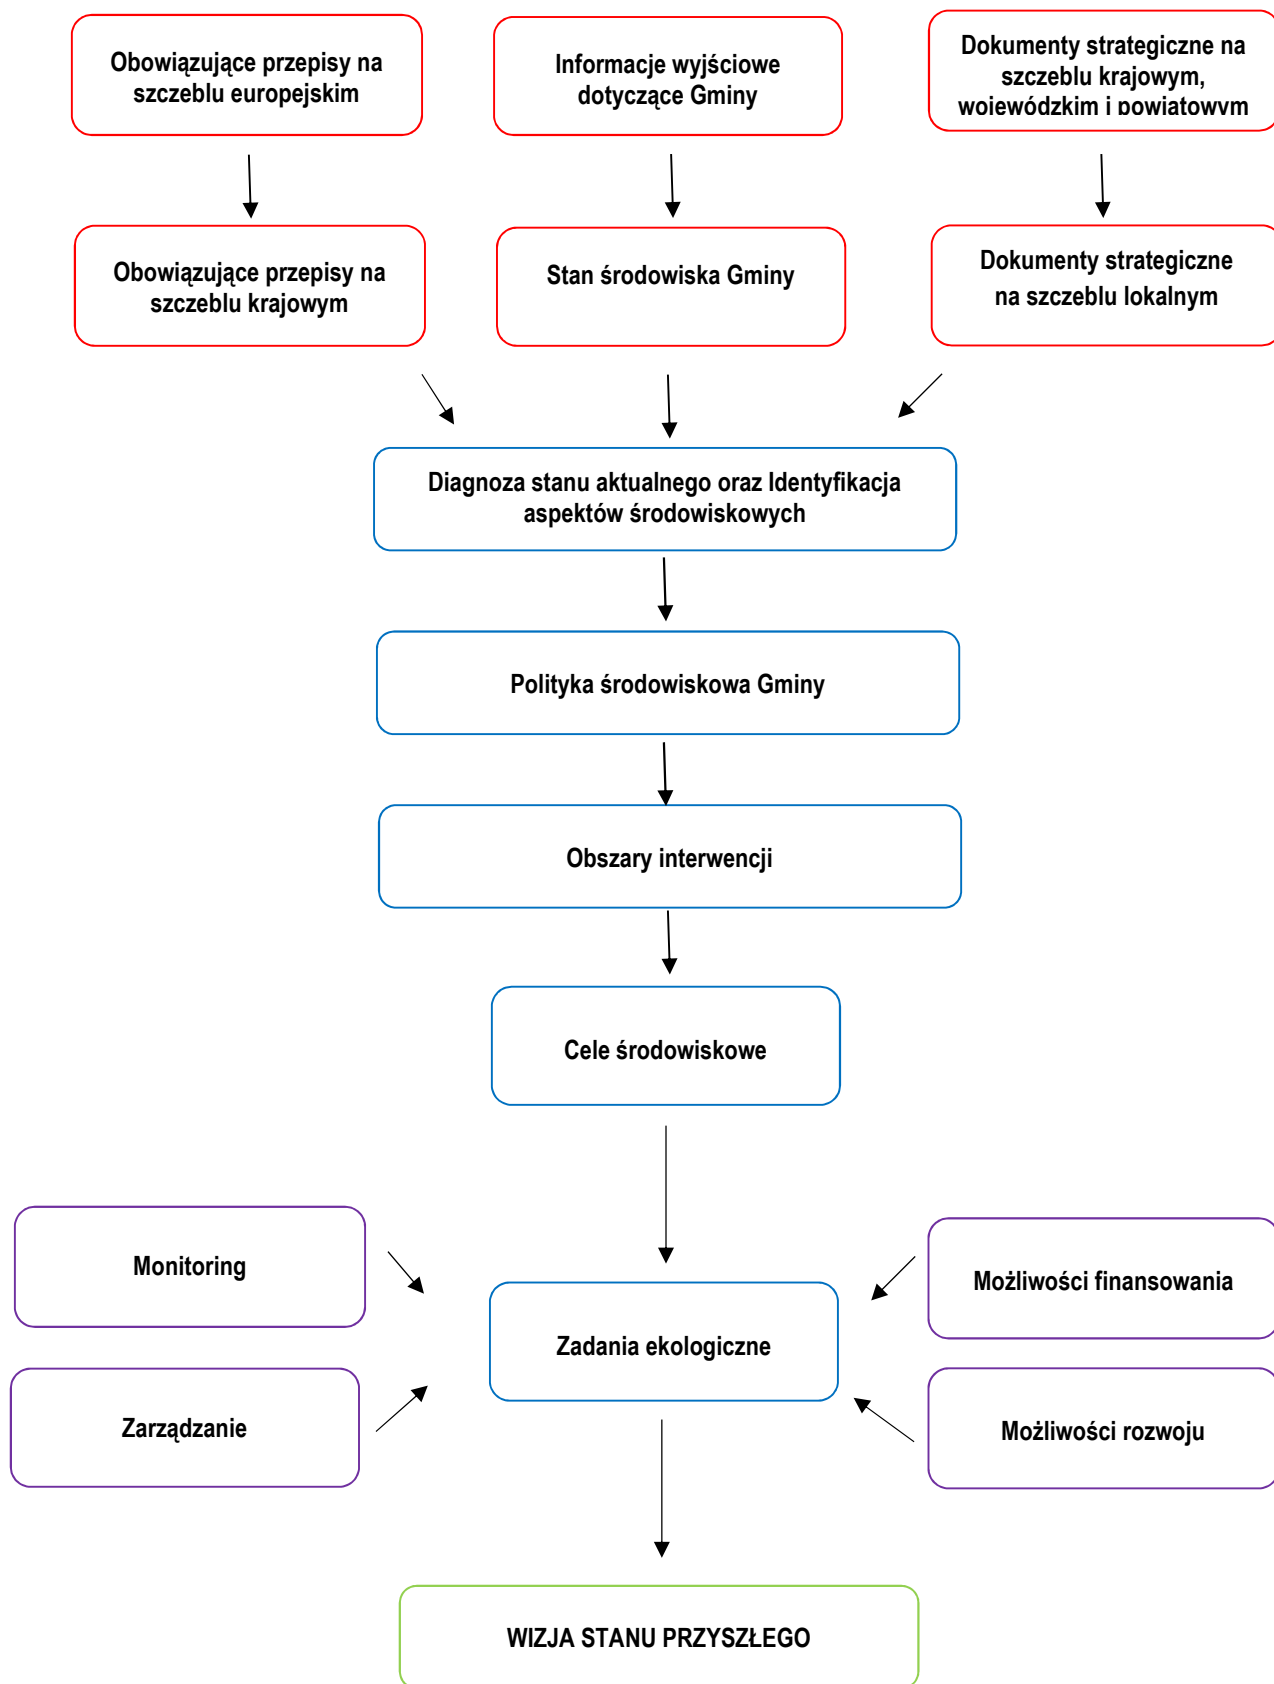 Obowiązujące przepisy na
szczeblu europejskim
Informacje wyjściowe
dotyczące Gminy
Dokumenty strategiczne na
szczeblu krajowym,
wojewódzkim i powiatowym
Obowiązujące przepisy na
szczeblu krajowym
Stan środowiska Gminy
Dokumenty strategiczne
na szczeblu lokalnym
Diagnoza stanu aktualnego oraz Identyfikacja
aspektów środowiskowych
Polityka środowiskowa Gminy
Obszary interwencji
Cele środowiskowe
Monitoring
Możliwości finansowania
Zadania ekologiczne
Zarządzanie
Możliwości rozwoju
WIZJA STANU PRZYSZŁEGO